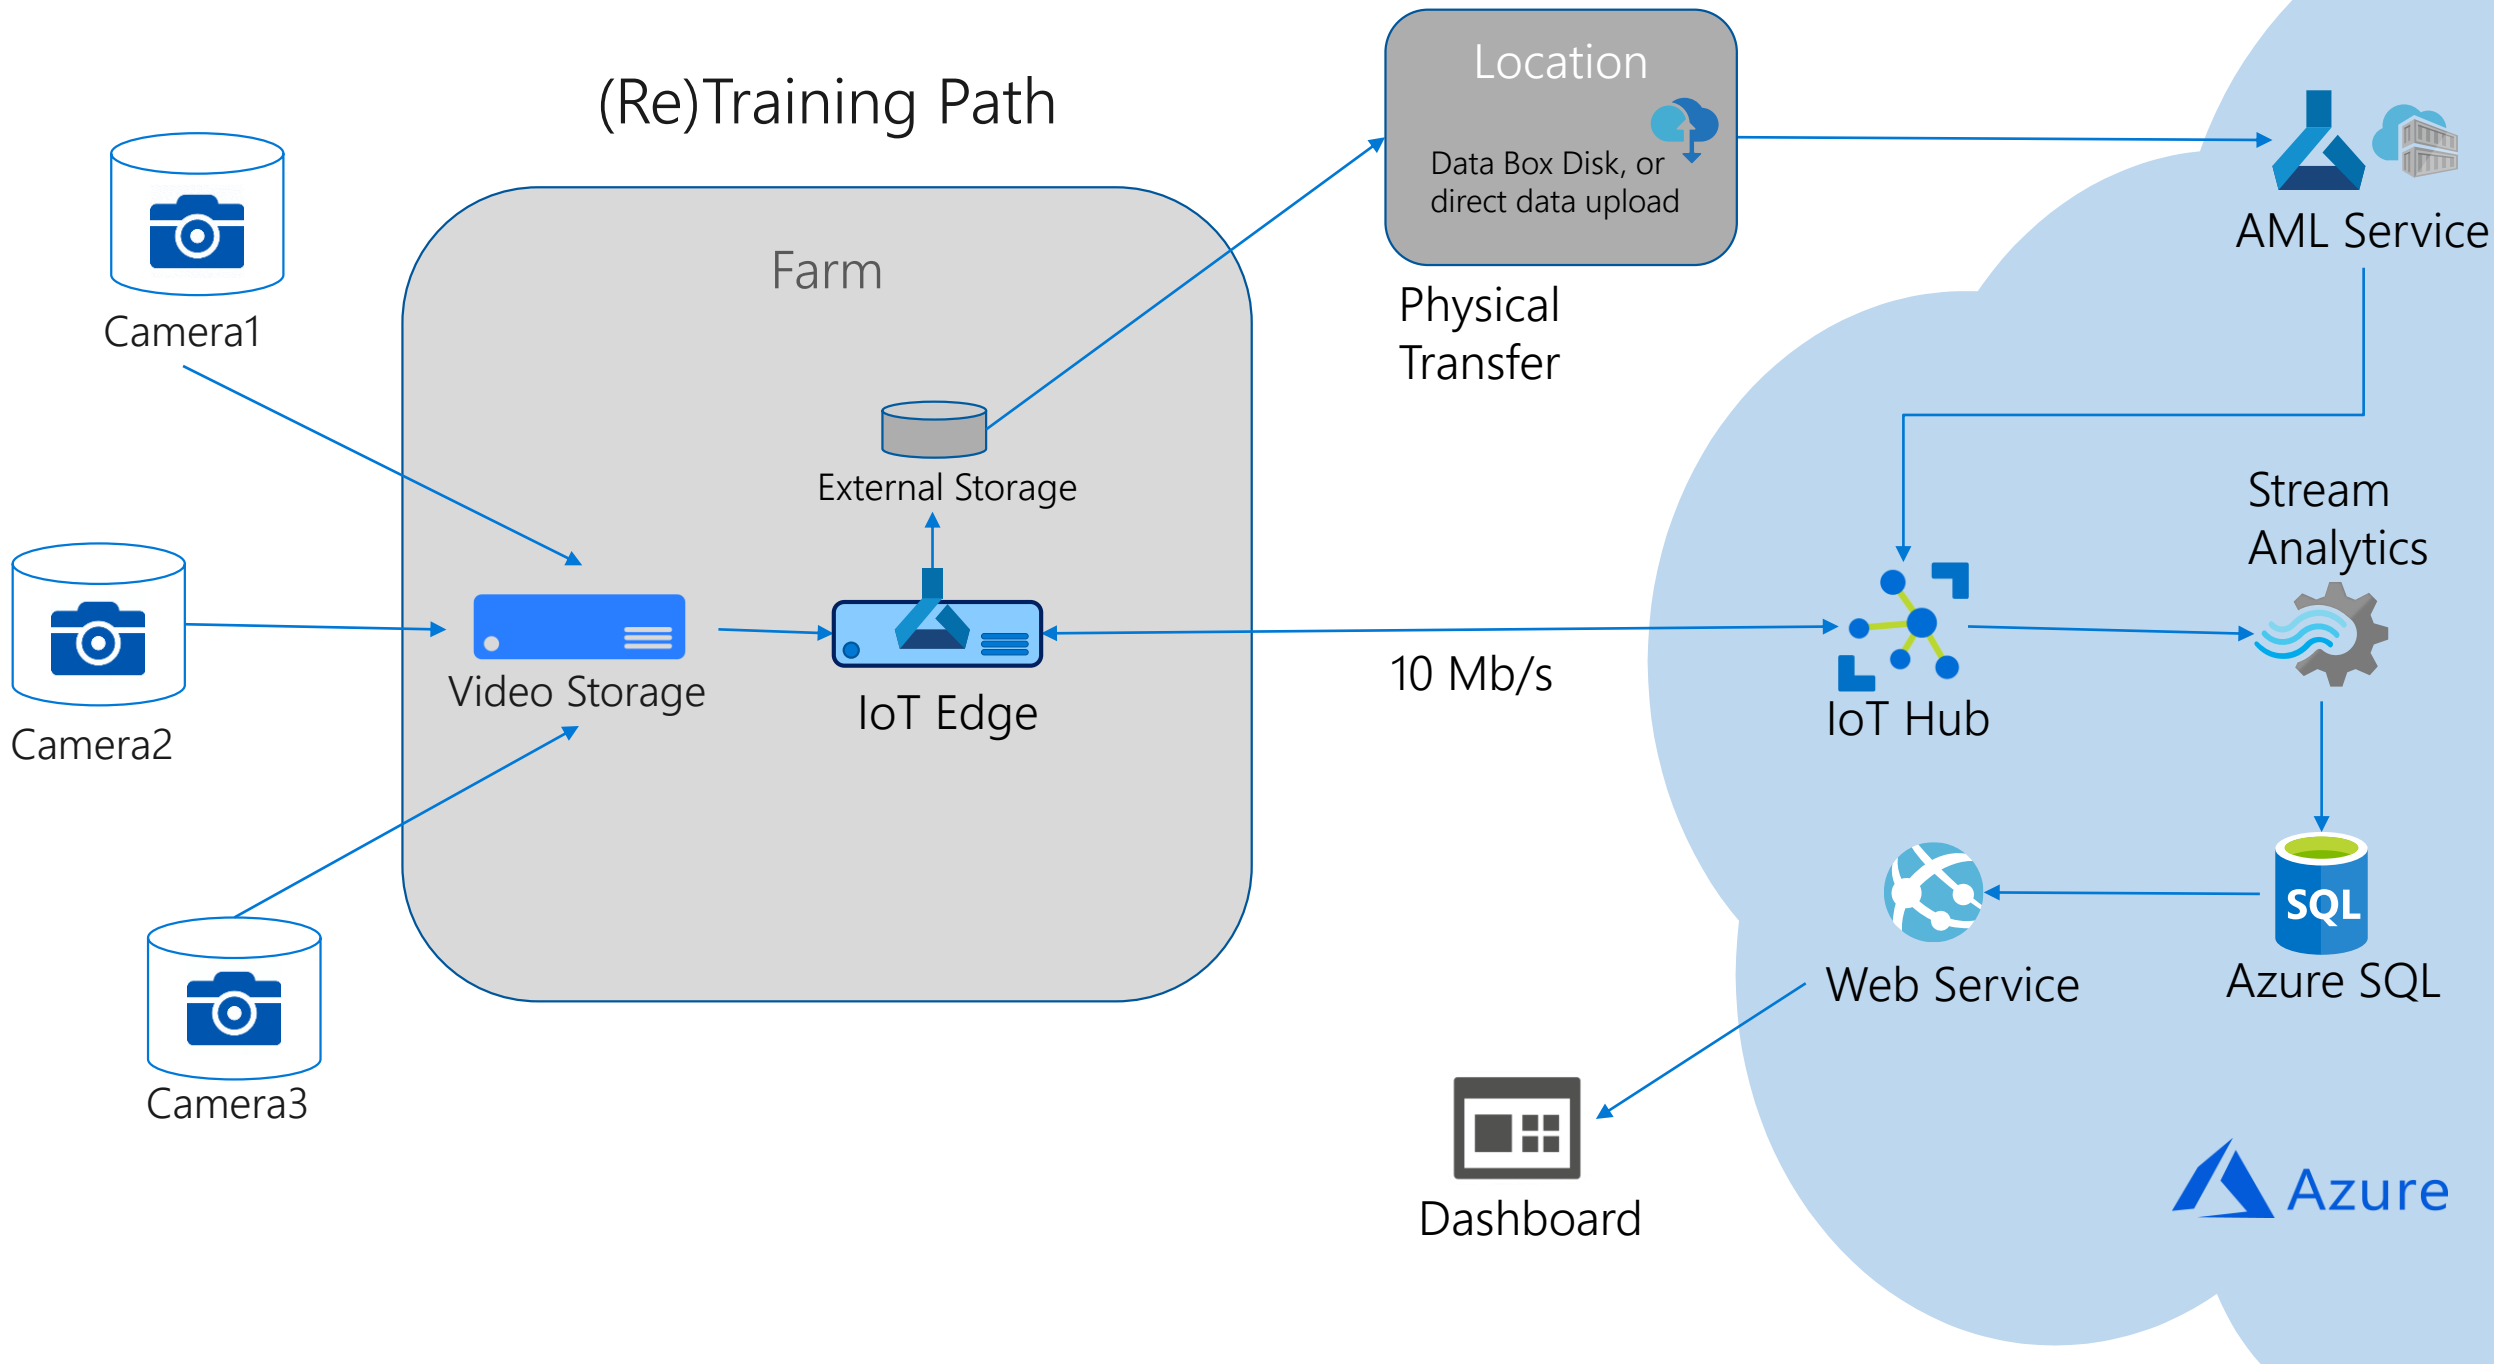 (Re)Training Path
Location
Data Box Disk, or
direct data upload
Physical
Transfer
AML Service
Camera1
Farm
External Storage
Stream
Analytics
Camera2
Video Storage
IoT Edge
10 Mb/s
IoT Hub
SQL
Web Service
Azure SQL
Camera3
Dashboard
Azure